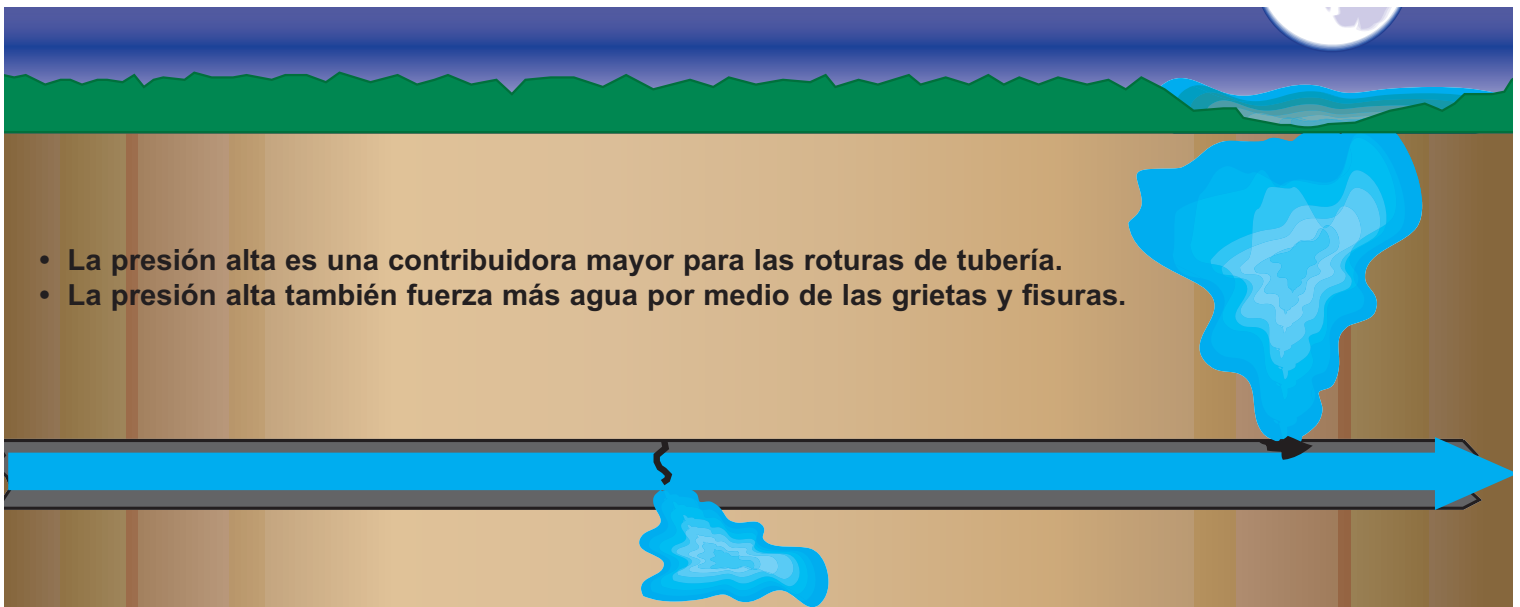 • La presión alta es una contribuidora mayor para las roturas de tubería.
• La presión alta también fuerza más agua por medio de las grietas y fisuras.